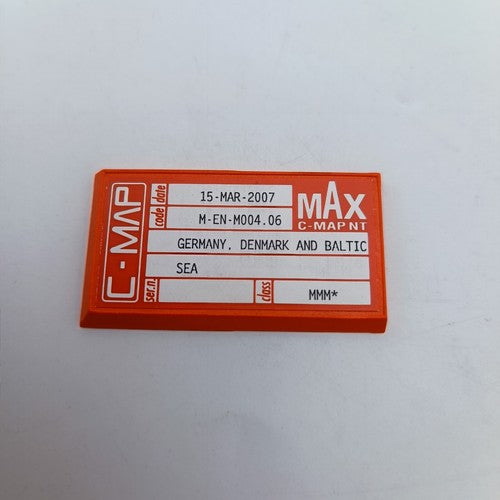 C-MAP
date 15-MAR-2007
code M-EN-M004.06
MAX
C-MAP NT
GERMANY, DENMARK AND BALTIC
SEA
ser.n.
class MMM*